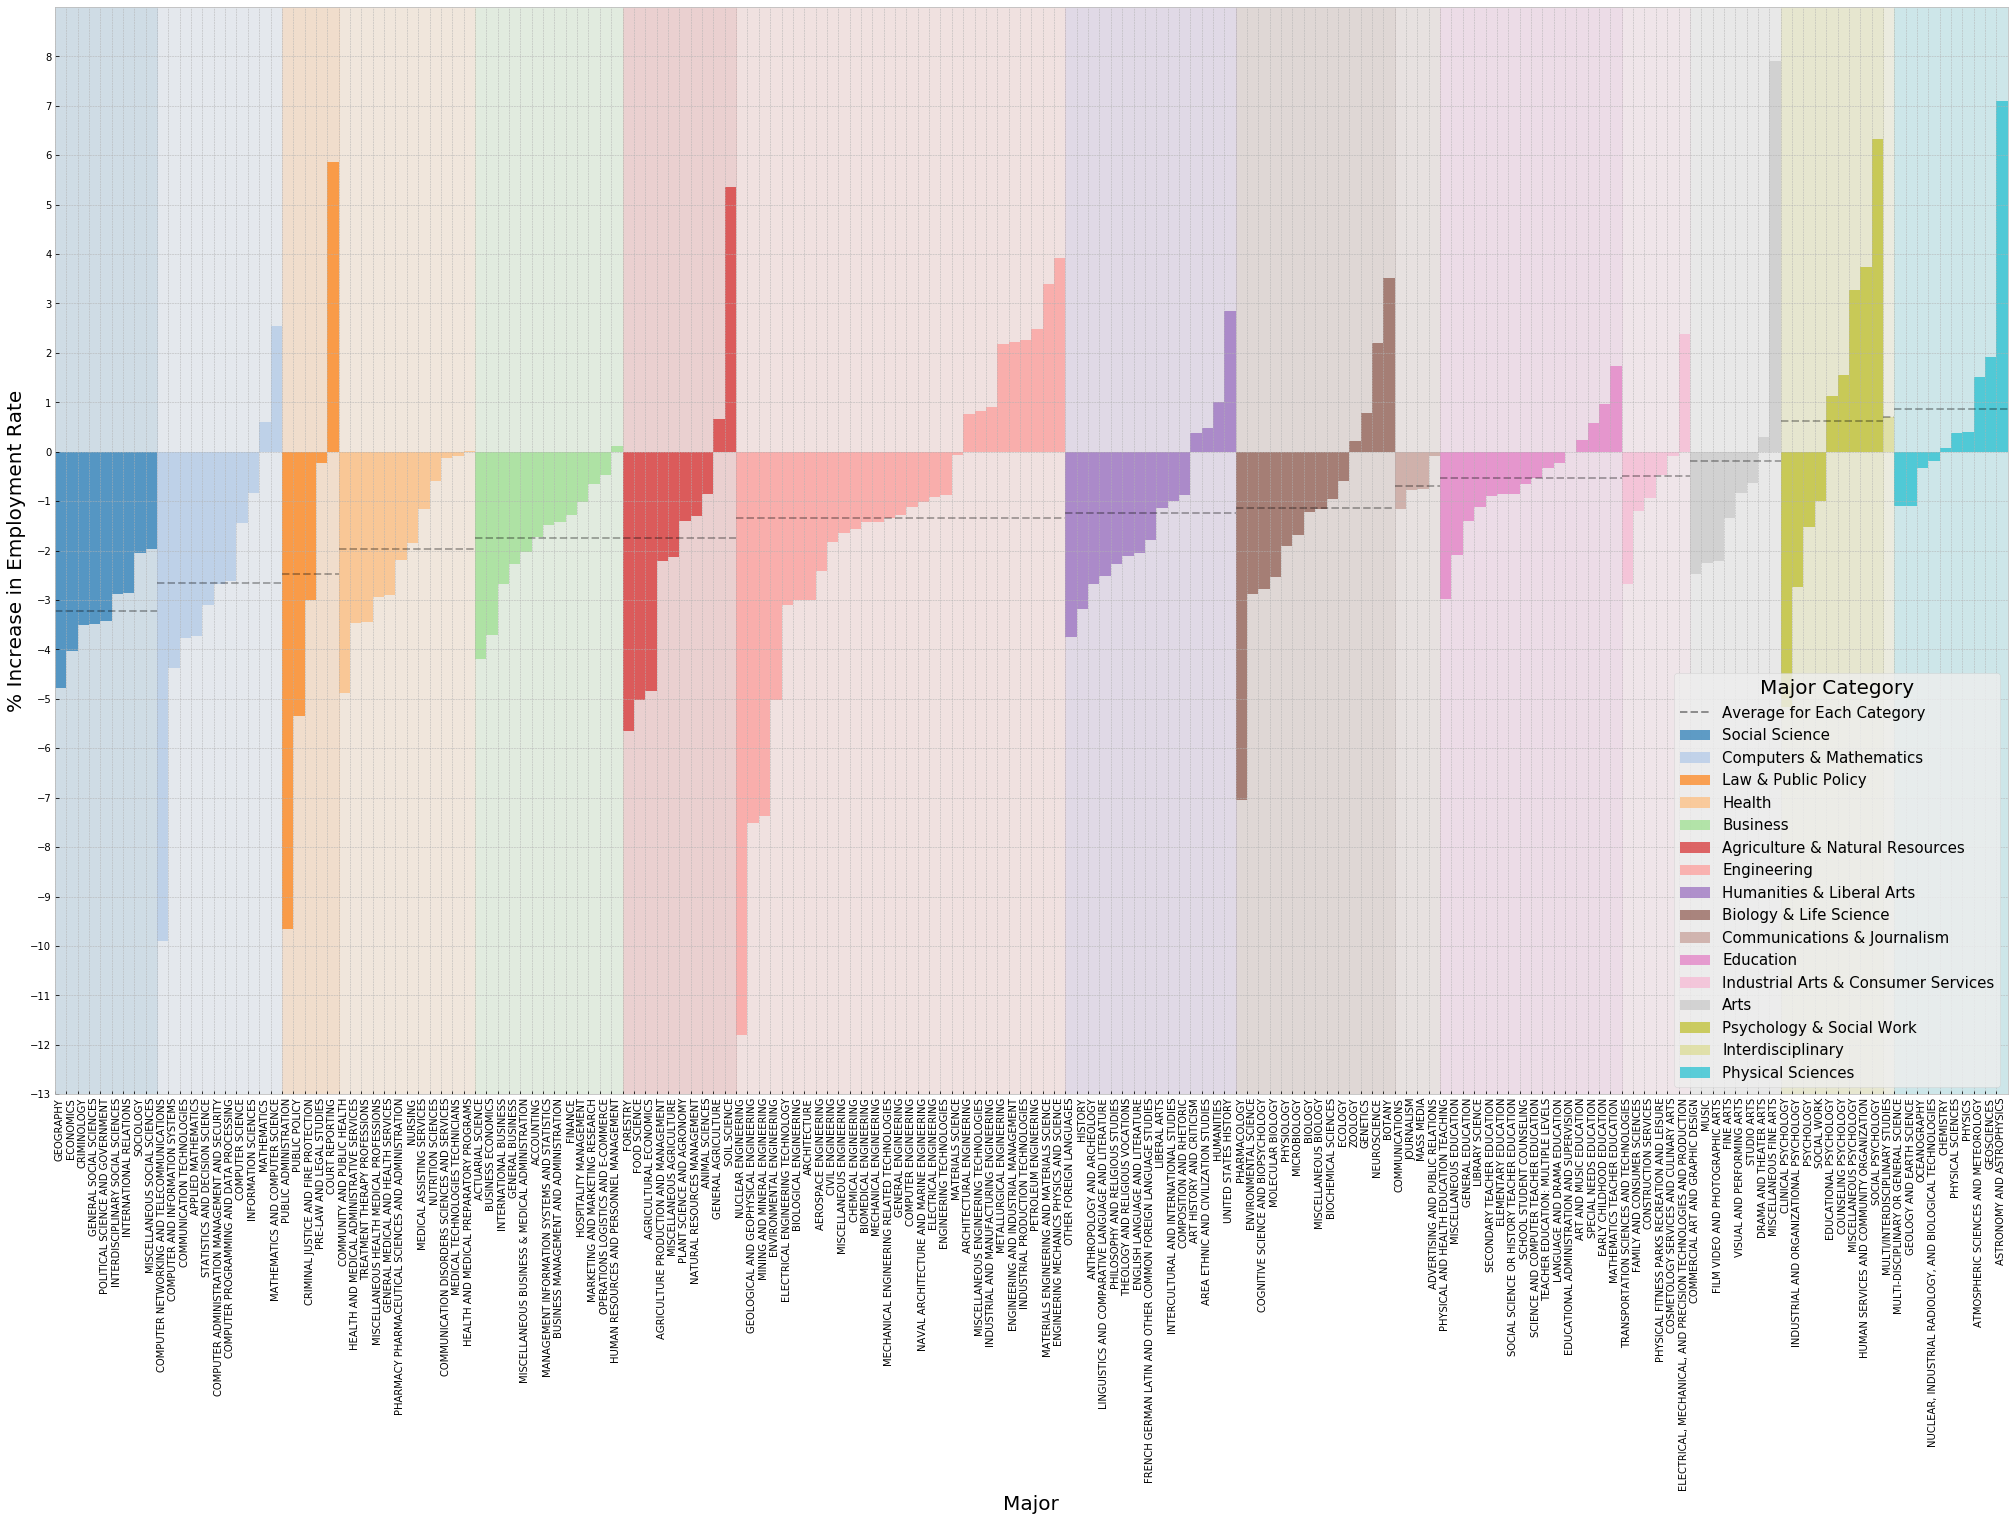 % Increase in Employment Rate
8
7
6
5
4
3
2
1
0
−1
−2
−3
−4
−5
−6
−7
−8
−9
−10
−11
−12
−13
Major Category
Average for Each Category
Social Science
Computers & Mathematics
Law & Public Policy
Health
Business
Agriculture & Natural Resources
Engineering
Humanities & Liberal Arts
Biology & Life Science
Communications & Journalism
Education
Industrial Arts & Consumer Services
Arts
Psychology & Social Work
Interdisciplinary
Physical Sciences
GEOGRAPHY
ECONOMICS
CRIMINOLOGY
GENERAL SOCIAL SCIENCES
POLITICAL SCIENCE AND GOVERNMENT
INTERDISCIPLINARY SOCIAL SCIENCES
INTERNATIONAL RELATIONS
SOCIOLOGY
MISCELLANEOUS SOCIAL SCIENCES
COMPUTER NETWORKING AND TELECOMMUNICATIONS
COMPUTER AND INFORMATION SYSTEMS
COMMUNICATION TECHNOLOGIES
APPLIED MATHEMATICS
STATISTICS AND DECISION SCIENCE
COMPUTER ADMINISTRATION MANAGEMENT AND SECURITY
COMPUTER PROGRAMMING AND DATA PROCESSING
COMPUTER SCIENCE
INFORMATION SCIENCES
MATHEMATICS
MATHEMATICS AND COMPUTER SCIENCE
PUBLIC ADMINISTRATION
PUBLIC POLICY
CRIMINAL JUSTICE AND FIRE PROTECTION
PRE-LAW AND LEGAL STUDIES
COURT REPORTING
COMMUNITY AND PUBLIC HEALTH
HEALTH AND MEDICAL ADMINISTRATIVE SERVICES
TREATMENT THERAPY PROFESSIONS
MISCELLANEOUS HEALTH MEDICAL PROFESSIONS
GENERAL MEDICAL AND HEALTH SERVICES
PHARMACY PHARMACEUTICAL SCIENCES AND ADMINISTRATION
NURSING
MEDICAL ASSISTING SERVICES
NUTRITION SCIENCES
COMMUNICATION DISORDERS SCIENCES AND SERVICES
MEDICAL TECHNOLOGIES TECHNICIANS
HEALTH AND MEDICAL PREPARATORY PROGRAMS
ACTUARIAL SCIENCE
BUSINESS ECONOMICS
INTERNATIONAL BUSINESS
GENERAL BUSINESS
MISCELLANEOUS BUSINESS & MEDICAL ADMINISTRATION
ACCOUNTING
MANAGEMENT INFORMATION SYSTEMS AND STATISTICS
BUSINESS MANAGEMENT AND ADMINISTRATION
FINANCE
HOSPITALITY MANAGEMENT
MARKETING AND MARKETING RESEARCH
OPERATIONS LOGISTICS AND E-COMMERCE
HUMAN RESOURCES AND PERSONNEL MANAGEMENT
FORESTRY
FOOD SCIENCE
AGRICULTURAL ECONOMICS
AGRICULTURE PRODUCTION AND MANAGEMENT
MISCELLANEOUS AGRICULTURE
PLANT SCIENCE AND AGRONOMY
NATURAL RESOURCES MANAGEMENT
ANIMAL SCIENCES
GENERAL AGRICULTURE
SOIL SCIENCE
NUCLEAR ENGINEERING
GEOLOGICAL AND GEOPHYSICAL ENGINEERING
MINING AND MINERAL ENGINEERING
ENVIRONMENTAL ENGINEERING
ELECTRICAL ENGINEERING TECHNOLOGY
BIOLOGICAL ENGINEERING
ARCHITECTURE
AEROSPACE ENGINEERING
CIVIL ENGINEERING
MISCELLANEOUS ENGINEERING
CHEMICAL ENGINEERING
BIOMEDICAL ENGINEERING
MECHANICAL ENGINEERING
MECHANICAL ENGINEERING RELATED TECHNOLOGIES
GENERAL ENGINEERING
COMPUTER ENGINEERING
NAVAL ARCHITECTURE AND MARINE ENGINEERING
ELECTRICAL ENGINEERING
ENGINEERING TECHNOLOGIES
MATERIALS SCIENCE
ARCHITECTURAL ENGINEERING
MISCELLANEOUS ENGINEERING TECHNOLOGIES
INDUSTRIAL AND MANUFACTURING ENGINEERING
METALLURGICAL ENGINEERING
ENGINEERING AND INDUSTRIAL MANAGEMENT
INDUSTRIAL PRODUCTION TECHNOLOGIES
PETROLEUM ENGINEERING
MATERIALS ENGINEERING AND MATERIALS SCIENCE
ENGINEERING MECHANICS PHYSICS AND SCIENCE
OTHER FOREIGN LANGUAGES
HISTORY
ANTHROPOLOGY AND ARCHEOLOGY
LINGUISTICS AND COMPARATIVE LANGUAGE AND LITERATURE
PHILOSOPHY AND RELIGIOUS STUDIES
THEOLOGY AND RELIGIOUS VOCATIONS
ENGLISH LANGUAGE AND LITERATURE
FRENCH GERMAN LATIN AND OTHER COMMON FOREIGN LANGUAGE STUDIES
LIBERAL ARTS
INTERCULTURAL AND INTERNATIONAL STUDIES
COMPOSITION AND RHETORIC
ART HISTORY AND CRITICISM
AREA ETHNIC AND CIVILIZATION STUDIES
HUMANITIES
UNITED STATES HISTORY
PHARMACOLOGY
ENVIRONMENTAL SCIENCE
COGNITIVE SCIENCE AND BIOPSYCHOLOGY
MOLECULAR BIOLOGY
PHYSIOLOGY
MICROBIOLOGY
BIOLOGY
MISCELLANEOUS BIOLOGY
BIOCHEMICAL SCIENCES
ECOLOGY
ZOOLOGY
GENETICS
NEUROSCIENCE
BOTANY
COMMUNICATIONS
JOURNALISM
MASS MEDIA
ADVERTISING AND PUBLIC RELATIONS
PHYSICAL AND HEALTH EDUCATION TEACHING
MISCELLANEOUS EDUCATION
GENERAL EDUCATION
LIBRARY SCIENCE
SECONDARY TEACHER EDUCATION
ELEMENTARY EDUCATION
SOCIAL SCIENCE OR HISTORY TEACHER EDUCATION
SCHOOL STUDENT COUNSELING
SCIENCE AND COMPUTER TEACHER EDUCATION
TEACHER EDUCATION: MULTIPLE LEVELS
LANGUAGE AND DRAMA EDUCATION
EDUCATIONAL ADMINISTRATION AND SUPERVISION
ART AND MUSIC EDUCATION
SPECIAL NEEDS EDUCATION
EARLY CHILDHOOD EDUCATION
MATHEMATICS TEACHER EDUCATION
TRANSPORTATION SCIENCES AND TECHNOLOGIES
FAMILY AND CONSUMER SCIENCES
CONSTRUCTION SERVICES
PHYSICAL FITNESS PARKS RECREATION AND LEISURE
COSMETOLOGY SERVICES AND CULINARY ARTS
ELECTRICAL, MECHANICAL, AND PRECISION TECHNOLOGIES AND PRODUCTION
COMMERCIAL ART AND GRAPHIC DESIGN
MUSIC
FILM VIDEO AND PHOTOGRAPHIC ARTS
FINE ARTS
VISUAL AND PERFORMING ARTS
STUDIO ARTS
DRAMA AND THEATER ARTS
MISCELLANEOUS FINE ARTS
CLINICAL PSYCHOLOGY
INDUSTRIAL AND ORGANIZATIONAL PSYCHOLOGY
PSYCHOLOGY
SOCIAL WORK
EDUCATIONAL PSYCHOLOGY
COUNSELING PSYCHOLOGY
MISCELLANEOUS PSYCHOLOGY
HUMAN SERVICES AND COMMUNITY ORGANIZATION
SOCIAL PSYCHOLOGY
MULTI/INTERDISCIPLINARY STUDIES
MULTI-DISCIPLINARY OR GENERAL SCIENCE
GEOLOGY AND EARTH SCIENCE
OCEANOGRAPHY
NUCLEAR, INDUSTRIAL RADIOLOGY, AND BIOLOGICAL TECHNOLOGIES
CHEMISTRY
PHYSICAL SCIENCES
PHYSICS
ATMOSPHERIC SCIENCES AND METEOROLOGY
GEOSCIENCES
ASTRONOMY AND ASTROPHYSICS
Major